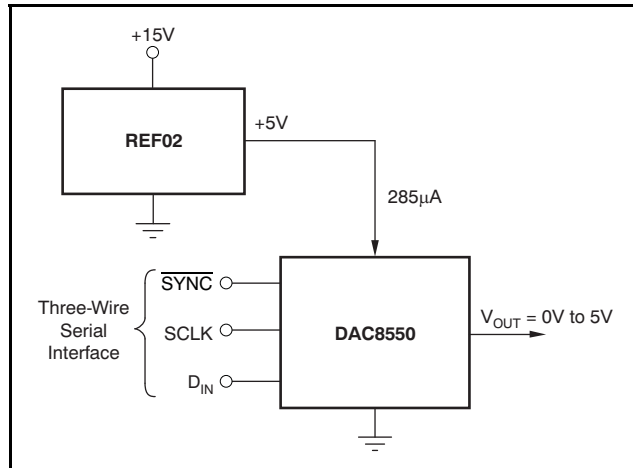 +15V
REF02
+5V
285μA
Three-Wire
Serial
Interface
SYNC
SCLK
DIN
DAC8550
VOUT = 0V to 5V